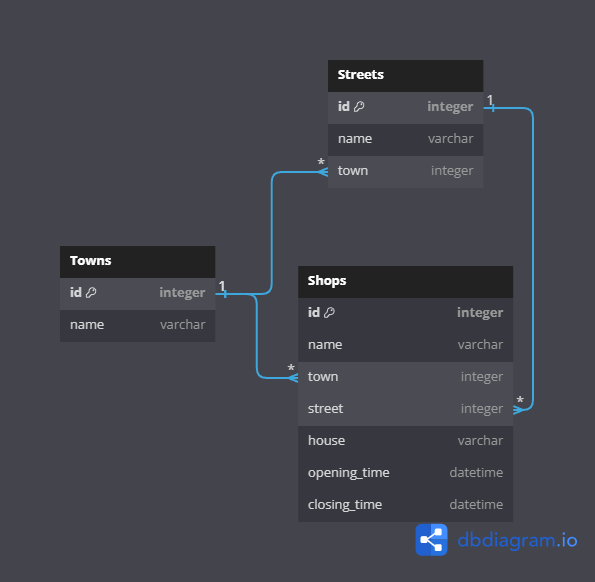 Streets
1
id integer
name varchar
* town integer
Towns
1
id integer
name varchar
Shops
id integer
name varchar
* town integer
street integer *
house varchar
opening_time datetime
closing_time datetime
dbdiagram.io